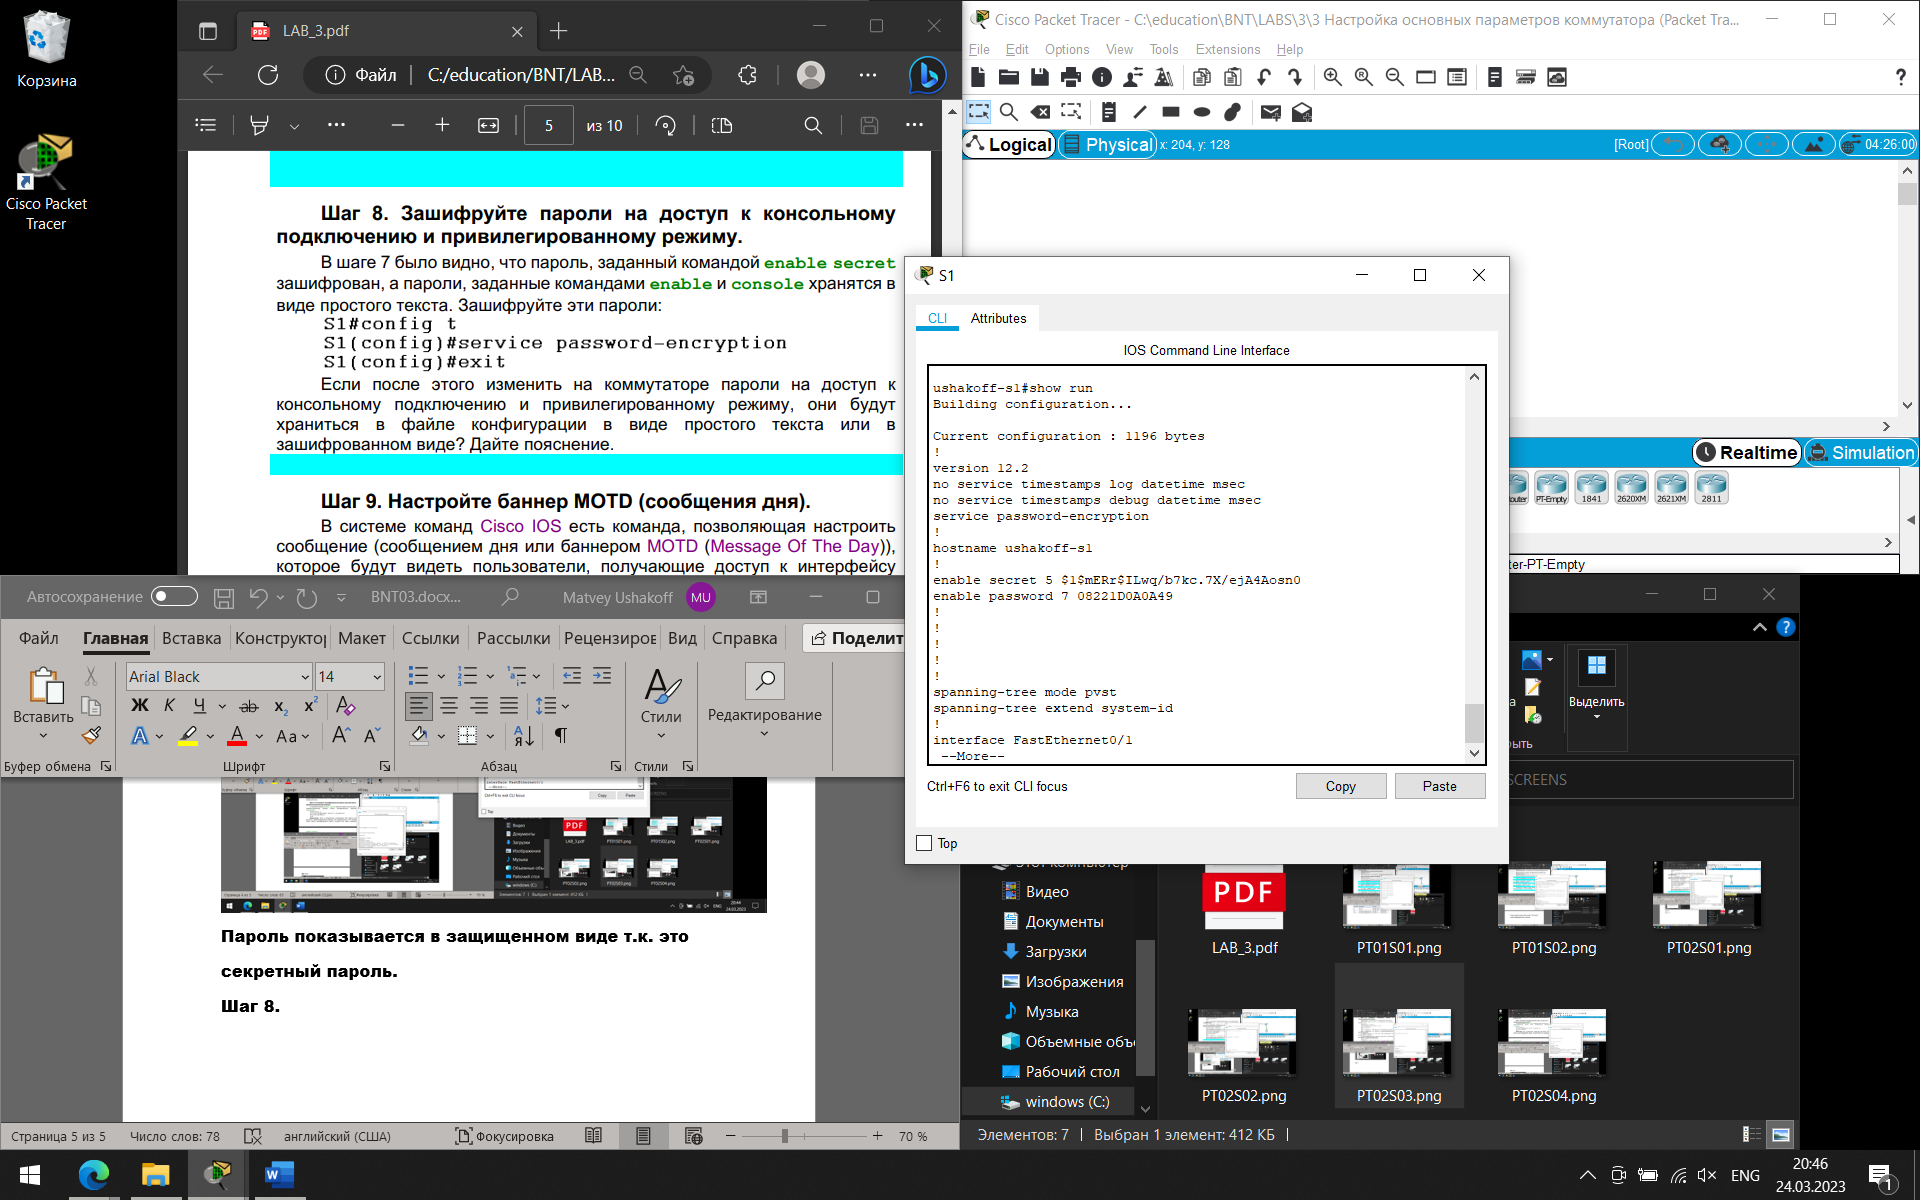 Корзина
Cisco Packet
Tracer
LAB_3.pdf
Файл
C:/education/BNT/LAB...
5
из 10
Шаг 8. Зашифруйте пароли на доступ к консольному
подключению и привилегированному режиму.
В шаге 7 было видно, что пароль, заданный командой enable secret
зашифрован, а пароли, заданные командами enable и console хранятся в
виде простого текста. Зашифруйте эти пароли:
S1#config t
S1(config)#service password-encryption
S1(config)#exit
Если после этого изменить на коммутаторе пароли на доступ к
консольному подключению и привилегированному режиму, они будут
храниться в файле конфигурации в виде простого текста или в
зашифрованном виде? Дайте пояснение.
Шаг 9. Настройте баннер MOTD (сообщения дня).
В системе команд Cisco IOS есть команда, позволяющая настроить
сообщение (сообщением дня или баннером MOTD (Message Of The Day)),
которое будут видеть пользователи, получающие доступ к интерфейсу
Cisco Packet Tracer - C:\education\BNT\LABS\3\3 Настройка основных параметров коммутатора (Packet Tra...
File Edit Options View Tools Extensions Help
?
Logical
Physical
x: 204, y: 128
[Root]
04:26:00
Realtime
Simulation
PT-Empty
1841
2620XM
2621XM
2811
ter-PT-Empty
S1
CLI
Attributes
IOS Command Line Interface
ushakoff-s1#show run
Building configuration...
Current configuration : 1196 bytes
!
version 12.2
no service timestamps log datetime msec
no service timestamps debug datetime msec
service password-encryption
!
hostname ushakoff-s1
!
enable secret 5 $1$mERr$ILwq/b7kc.7X/ejA4Aosn0
enable password 7 08221D0A0A49
!
!
!
!
!
spanning-tree mode pvst
spanning-tree extend system-id
!
interface FastEthernet0/1
--More--
Ctrl+F6 to exit CLI focus
Copy
Paste
Top
Автосохранение
BNT03.docx...
Matvey Ushakoff
MU
Файл
Главная
Вставка
Конструктор
Макет
Ссылки
Рассылки
Рецензиров
Вид
Справка
Поделит
Вставить
Буфер обмена
Arial Black
14
Ж К Ч ab x₂ x²
Aa
Шрифт
Абзац
Стили
Стили
Редактирование
Пароль показывается в защищенном виде т.к. это
секретный пароль.
Шаг 8.
Страница 5 из 5
Число слов: 78
английский (США)
Фокусировка
70 %
Выделить
SCREENS
Видео
Документы
Загрузки
Изображения
Музыка
Объемные объ
Рабочий стол
windows (C:)
PDF
LAB_3.pdf
PT01S01.png
PT01S02.png
PT02S01.png
PT02S02.png
PT02S03.png
PT02S04.png
Элементов: 7
Выбран 1 элемент: 412 КБ
ENG
20:46
24.03.2023
1